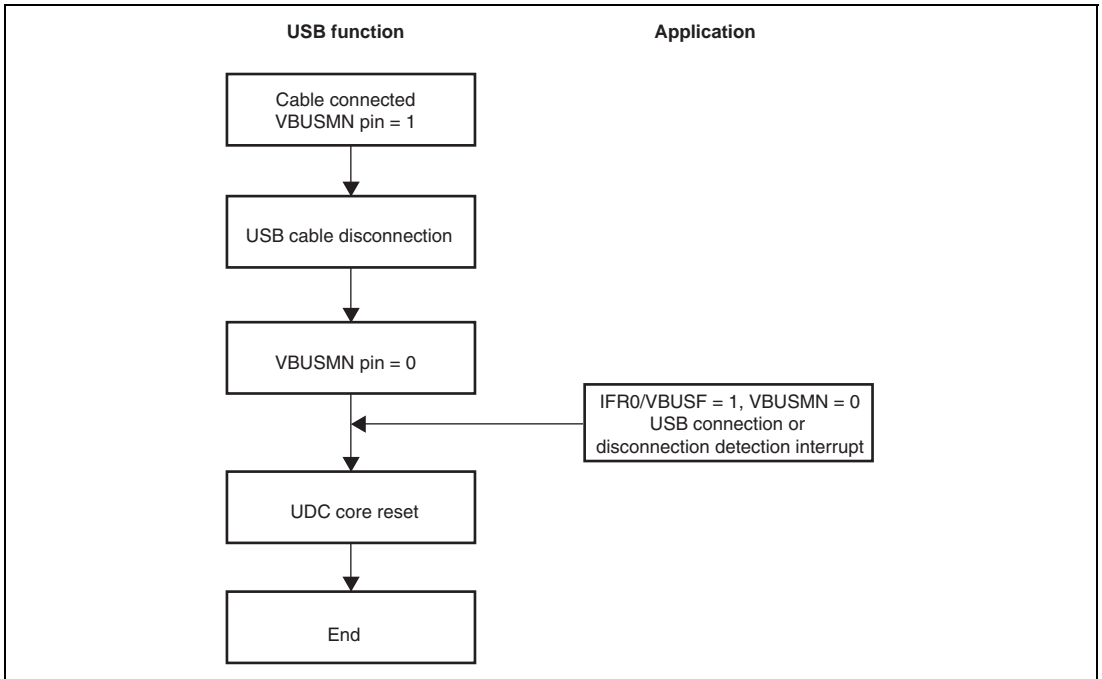 USB function
Application
Cable connected
VBUSMN pin = 1
USB cable disconnection
VBUSMN pin = 0
IFR0/VBUSF = 1, VBUSMN = 0
USB connection or
disconnection detection interrupt
UDC core reset
End